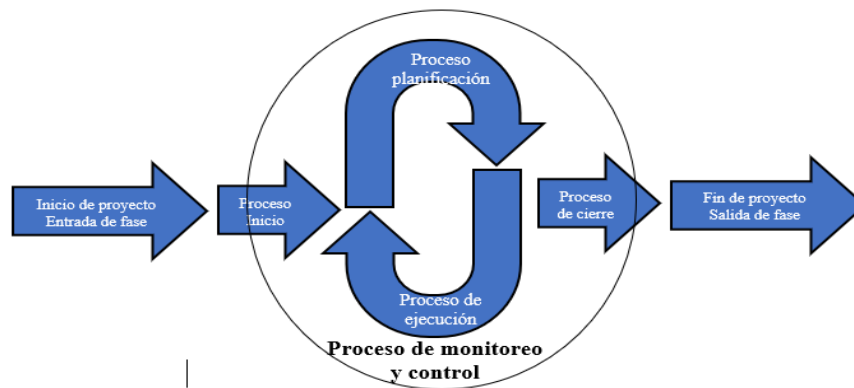 Inicio de proyecto
Entrada de fase
Proceso
Inicio
Proceso
planificación
Proceso de
ejecución
Proceso
de cierre
Fin de proyecto
Salida de fase
Proceso de monitoreo
y control